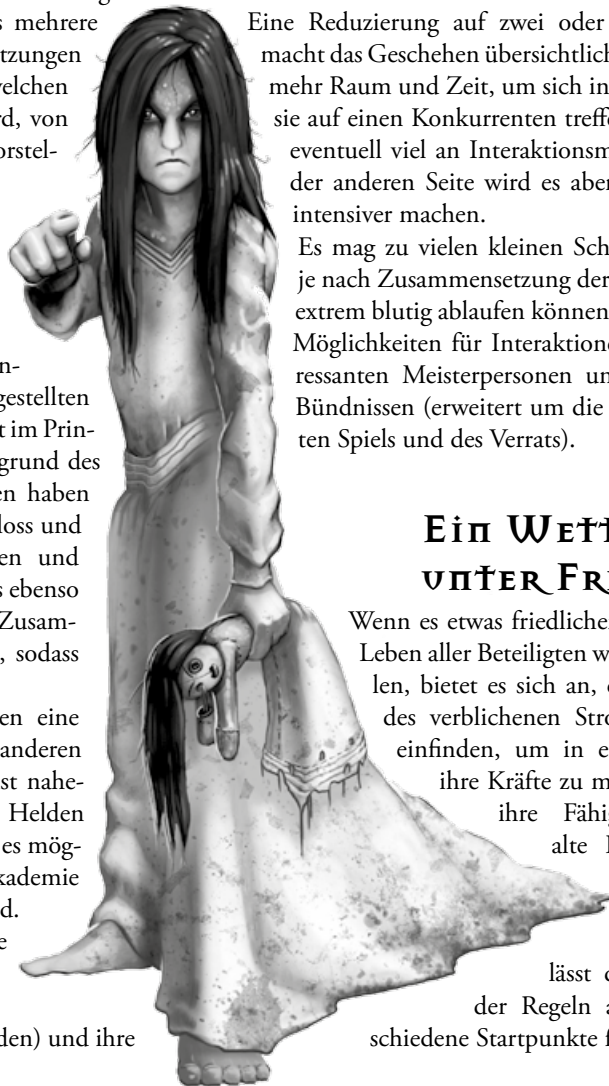 s mehrere
tzungen
welchen
rd, von
orstel-
n-
gestellten
t im Prin-
grund des
en haben
loss und
en und
s ebenso
Zusam-
, sodass
en eine
anderen
st nahe-
Helden
es mög-
kademie
d.
e
den) und ihre
Eine Reduzierung auf zwei oder
macht das Geschehen übersichtlich
mehr Raum und Zeit, um sich in
sie auf einen Konkurrenten treffe
eventuell viel an Interaktionsm
der anderen Seite wird es aber
intensiver machen.
Es mag zu vielen kleinen Sch
je nach Zusammensetzung der
extrem blutig ablaufen können
Möglichkeiten für Interaktione
ressanten Meisterpersonen un
Bündnissen (erweitert um die
ten Spiels und des Verrats).
Ein Wett
unter Fre
Wenn es etwas friedlicher
Leben aller Beteiligten w
len, bietet es sich an, d
des verblichenen Stro
einfinden, um in e
ihre Kräfte zu m
ihre Fähig
alte
lässt d
der Regeln a
schiedene Startpunkte f